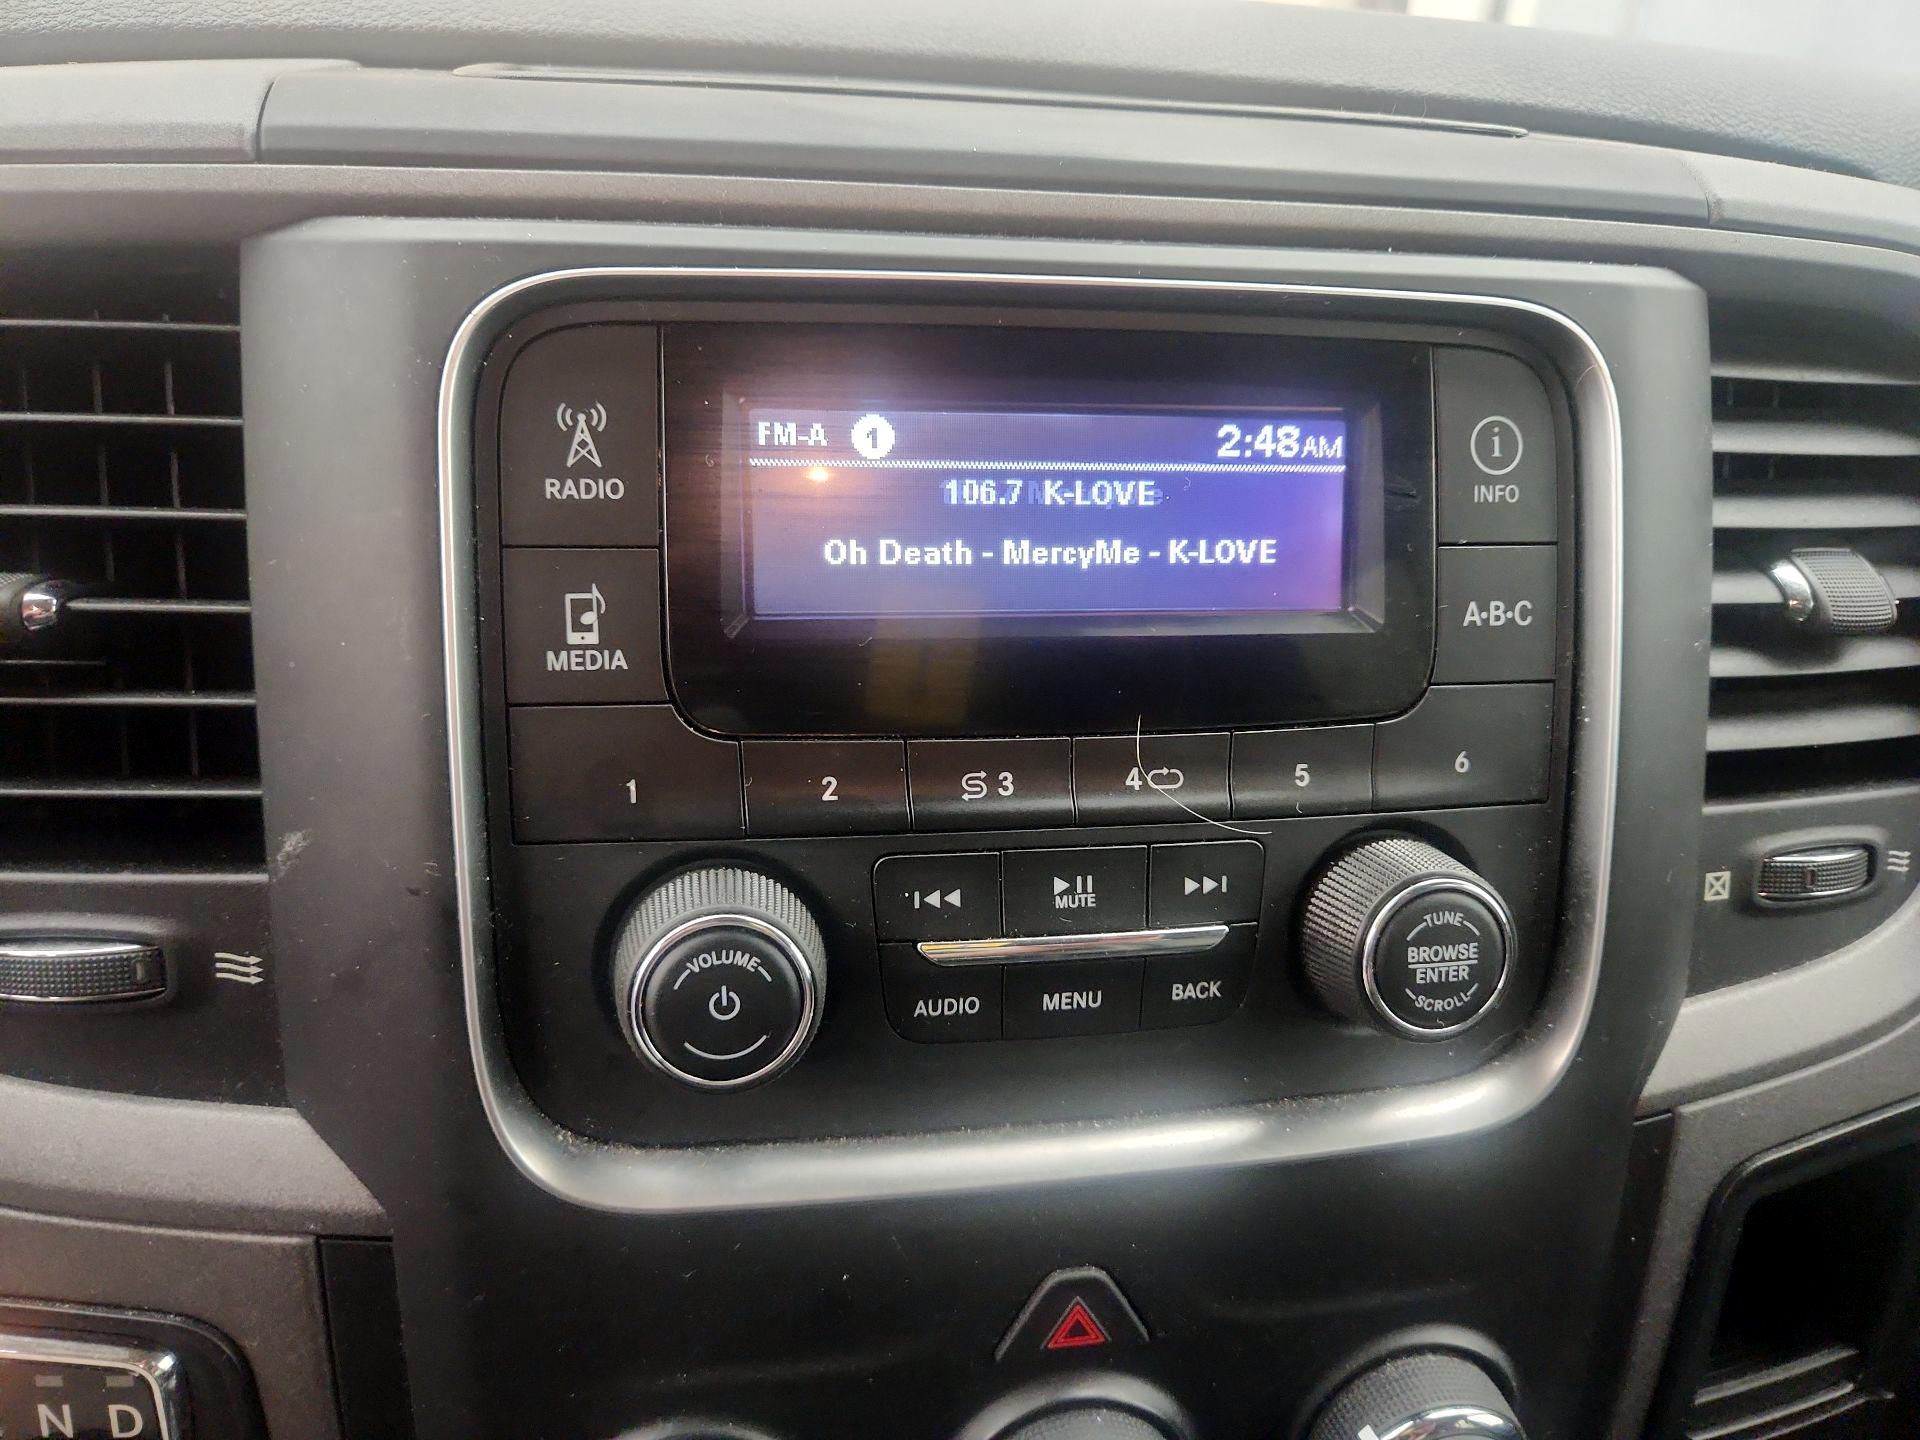 FM-A 1 2:48AM
106.7 K-LOVE
Oh Death - MercyMe - K-LOVE
RADIO
MEDIA
INFO
A•B•C
1 2 3 4 5 6
MUTE
VOLUME
AUDIO MENU BACK
TUNE
BROWSE
ENTER
SCROLL
N D